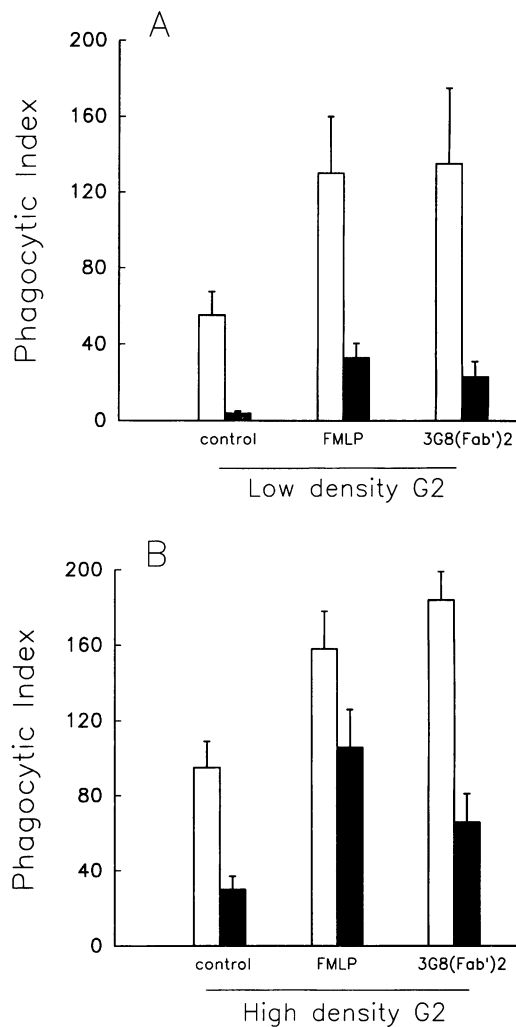 A
200
160
120
80
40
0
Phagocytic Index
control FMLP 3G8(Fab')2
Low density G2
B
200
160
120
80
40
0
Phagocytic Index
control FMLP 3G8(Fab')2
High density G2